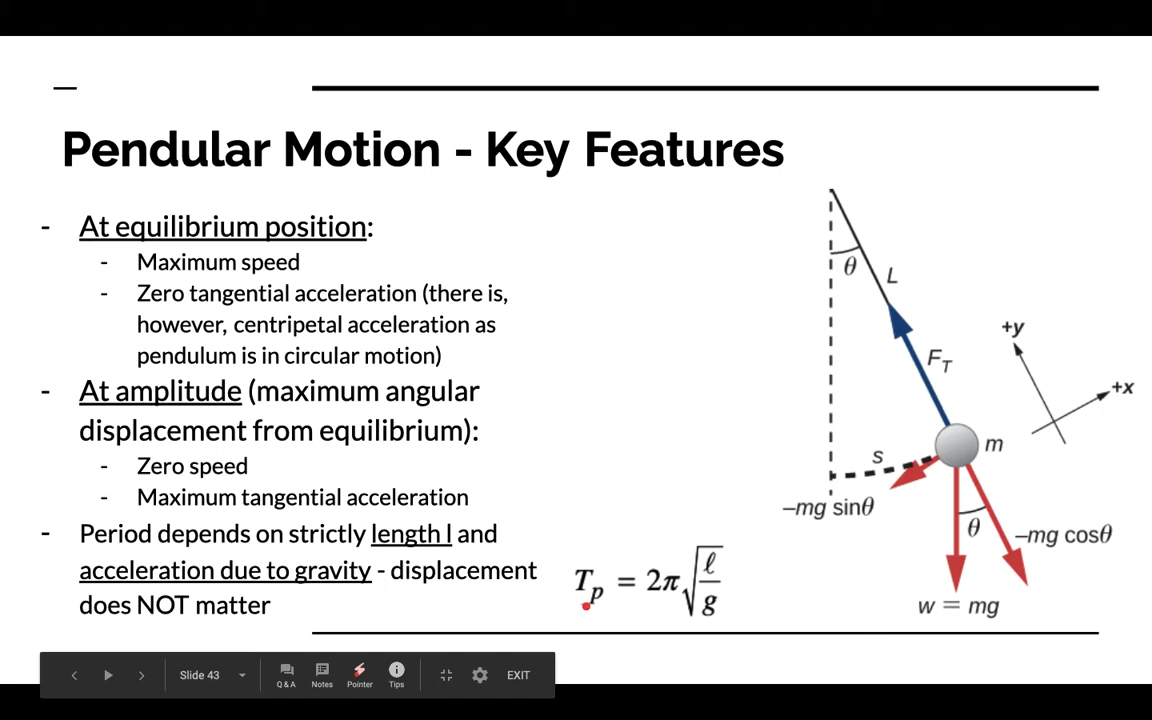 Pendular Motion - Key Features
- At equilibrium position:
- Maximum speed
- Zero tangential acceleration (there is,
however, centripetal acceleration as
pendulum is in circular motion)
- At amplitude (maximum angular
displacement from equilibrium):
- Zero speed
- Maximum tangential acceleration
- Period depends on strictly length l and
acceleration due to gravity - displacement
does NOT matter
T_p = 2π√(ℓ/g)
θ
L
F_T
+y
+x
m
s
–mg sinθ
θ
–mg cosθ
w = mg
Slide 43
Q & A
Notes
Pointer
Tips
EXIT